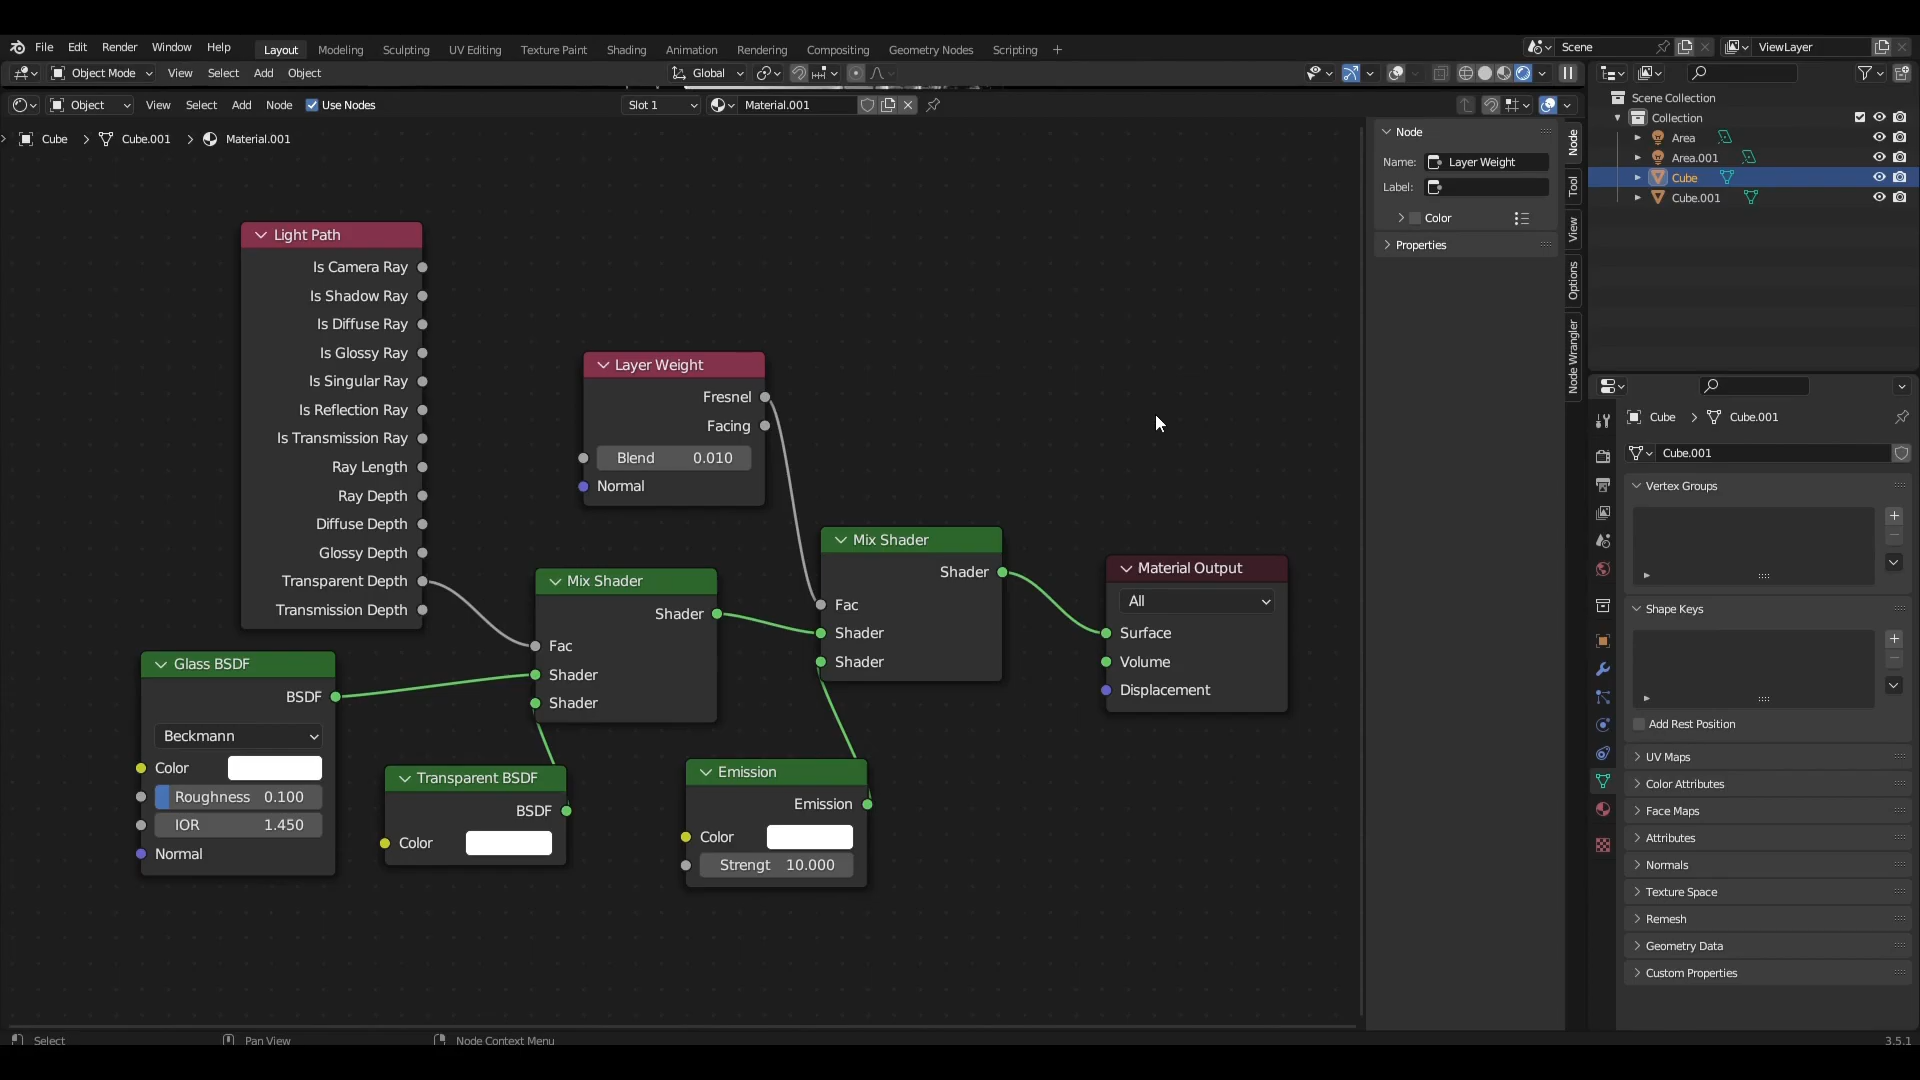 File Edit Render Window Help Layout Modeling Sculpting UV Editing Texture Paint Shading Animation Rendering Compositing Geometry Nodes Scripting + Scene ViewLayer
Object Mode View Select Add Object Global
Object View Select Add Node Use Nodes Slot 1 Material.001
Cube > Cube.001 > Material.001
Light Path
Is Camera Ray
Is Shadow Ray
Is Diffuse Ray
Is Glossy Ray
Is Singular Ray
Is Reflection Ray
Is Transmission Ray
Ray Length
Ray Depth
Diffuse Depth
Glossy Depth
Transparent Depth
Transmission Depth
Layer Weight
Fresnel
Facing
Blend 0.010
Normal
Glass BSDF
BSDF
Beckmann
Color
Roughness 0.100
IOR 1.450
Normal
Mix Shader
Shader
Fac
Shader
Shader
Transparent BSDF
BSDF
Color
Mix Shader
Shader
Fac
Shader
Shader
Emission
Emission
Color
Strengt 10.000
Material Output
All
Surface
Volume
Displacement
Node
Name: Layer Weight
Label:
Color
Properties
Node
Tool
View
Options
Node Wrangler
Scene Collection
Collection
Area
Area.001
Cube
Cube.001
Cube > Cube.001
Cube.001
Vertex Groups
Shape Keys
Add Rest Position
UV Maps
Color Attributes
Face Maps
Attributes
Normals
Texture Space
Remesh
Geometry Data
Custom Properties
Select Pan View Node Context Menu 3.5.1